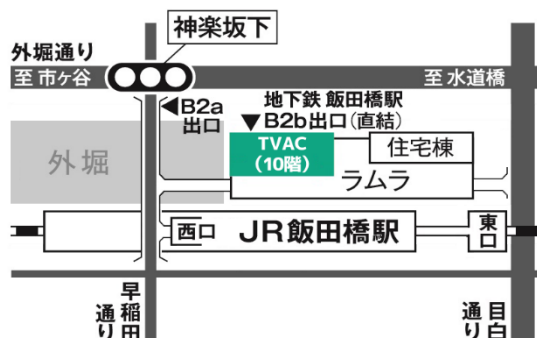 神楽坂下
外堀通り
至 市ヶ谷
至 水道橋
◀B2a
出口
地下鉄 飯田橋駅
▼B2b出口(直結)
TVAC
(10階)
住宅棟
外堀
ラムラ
西口
JR飯田橋駅
東口
早稲田通り
目白通り